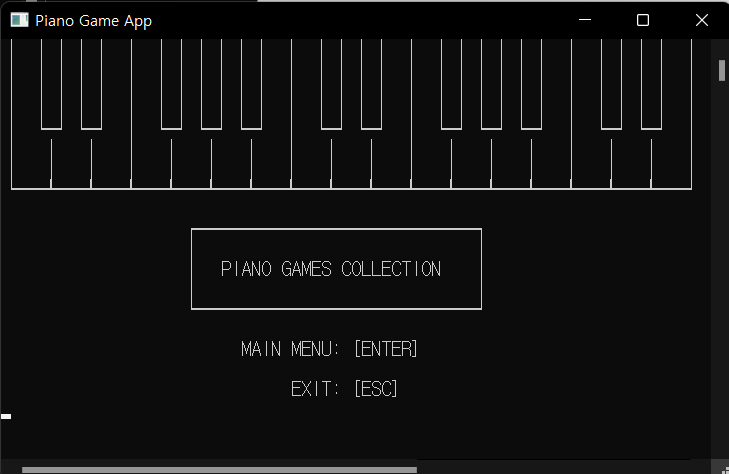 Piano Game App
PIANO GAMES COLLECTION
MAIN MENU: [ENTER]
EXIT: [ESC]